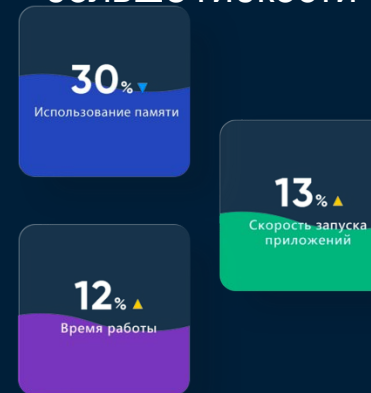 30%▼
Использование памяти
13%▲
Скорость запуска
приложений
12%▲
Время работы